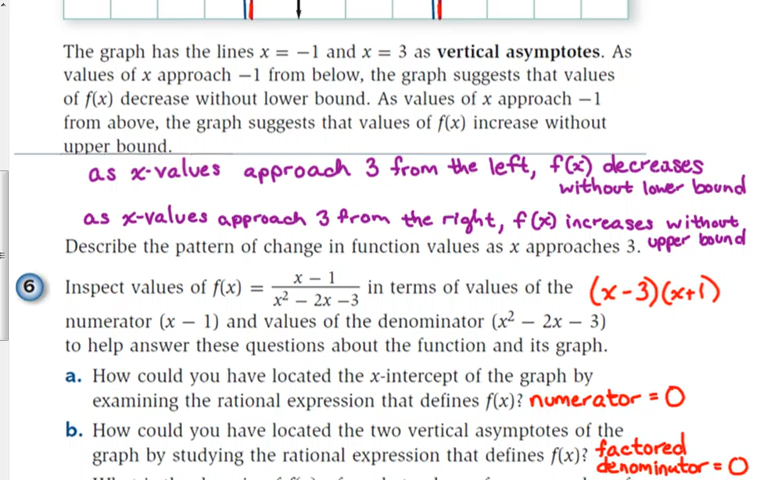 The graph has the lines x = −1 and x = 3 as vertical asymptotes. As
values of x approach −1 from below, the graph suggests that values
of f(x) decrease without lower bound. As values of x approach −1
from above, the graph suggests that values of f(x) increase without
upper bound.
as x-values approach 3 from the left, f(x) decreases
without lower bound
as x-values approach 3 from the right, f(x) increases without
upper bound
Describe the pattern of change in function values as x approaches 3.
6 Inspect values of f(x) = (x − 1)/(x² − 2x −3) in terms of values of the (x-3)(x+1)
numerator (x − 1) and values of the denominator (x² − 2x − 3)
to help answer these questions about the function and its graph.
a. How could you have located the x-intercept of the graph by
examining the rational expression that defines f(x)? numerator = 0
b. How could you have located the two vertical asymptotes of the
graph by studying the rational expression that defines f(x)? factored
denominator = 0